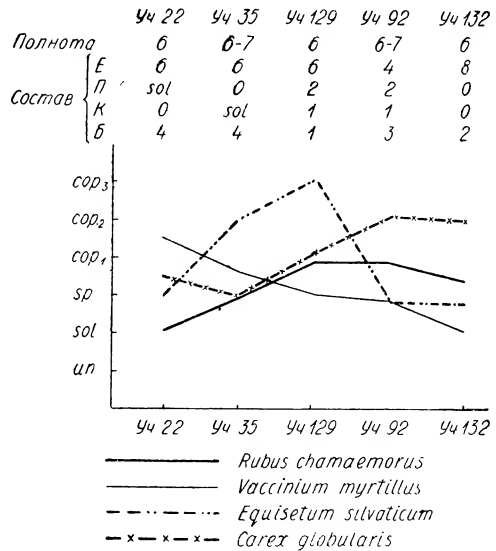 Уч 22 Уч 35 Уч 129 Уч 92 Уч 132
Полнота 6 6-7 6 6-7 6
Е 6 6 6 4 8
П sol 0 2 2 0
Состав
К 0 sol 1 1 0
Б 4 4 1 3 2
cop3
cop2
cop1
sp
sol
un
Уч 22 Уч 35 Уч 129 Уч 92 Уч 132
Rubus chamaemorus
Vaccinium myrtillus
Equisetum silvaticum
Carex globularis